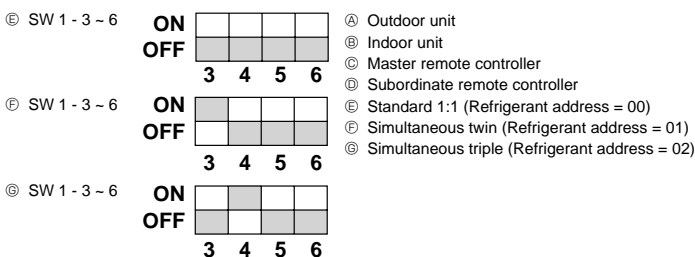 Ⓔ SW 1 - 3 ~ 6
ON
OFF
3 4 5 6
Ⓕ SW 1 - 3 ~ 6
ON
OFF
3 4 5 6
Ⓖ SW 1 - 3 ~ 6
ON
OFF
3 4 5 6
Ⓐ Outdoor unit
Ⓑ Indoor unit
Ⓒ Master remote controller
Ⓓ Subordinate remote controller
Ⓔ Standard 1:1 (Refrigerant address = 00)
Ⓕ Simultaneous twin (Refrigerant address = 01)
Ⓖ Simultaneous triple (Refrigerant address = 02)